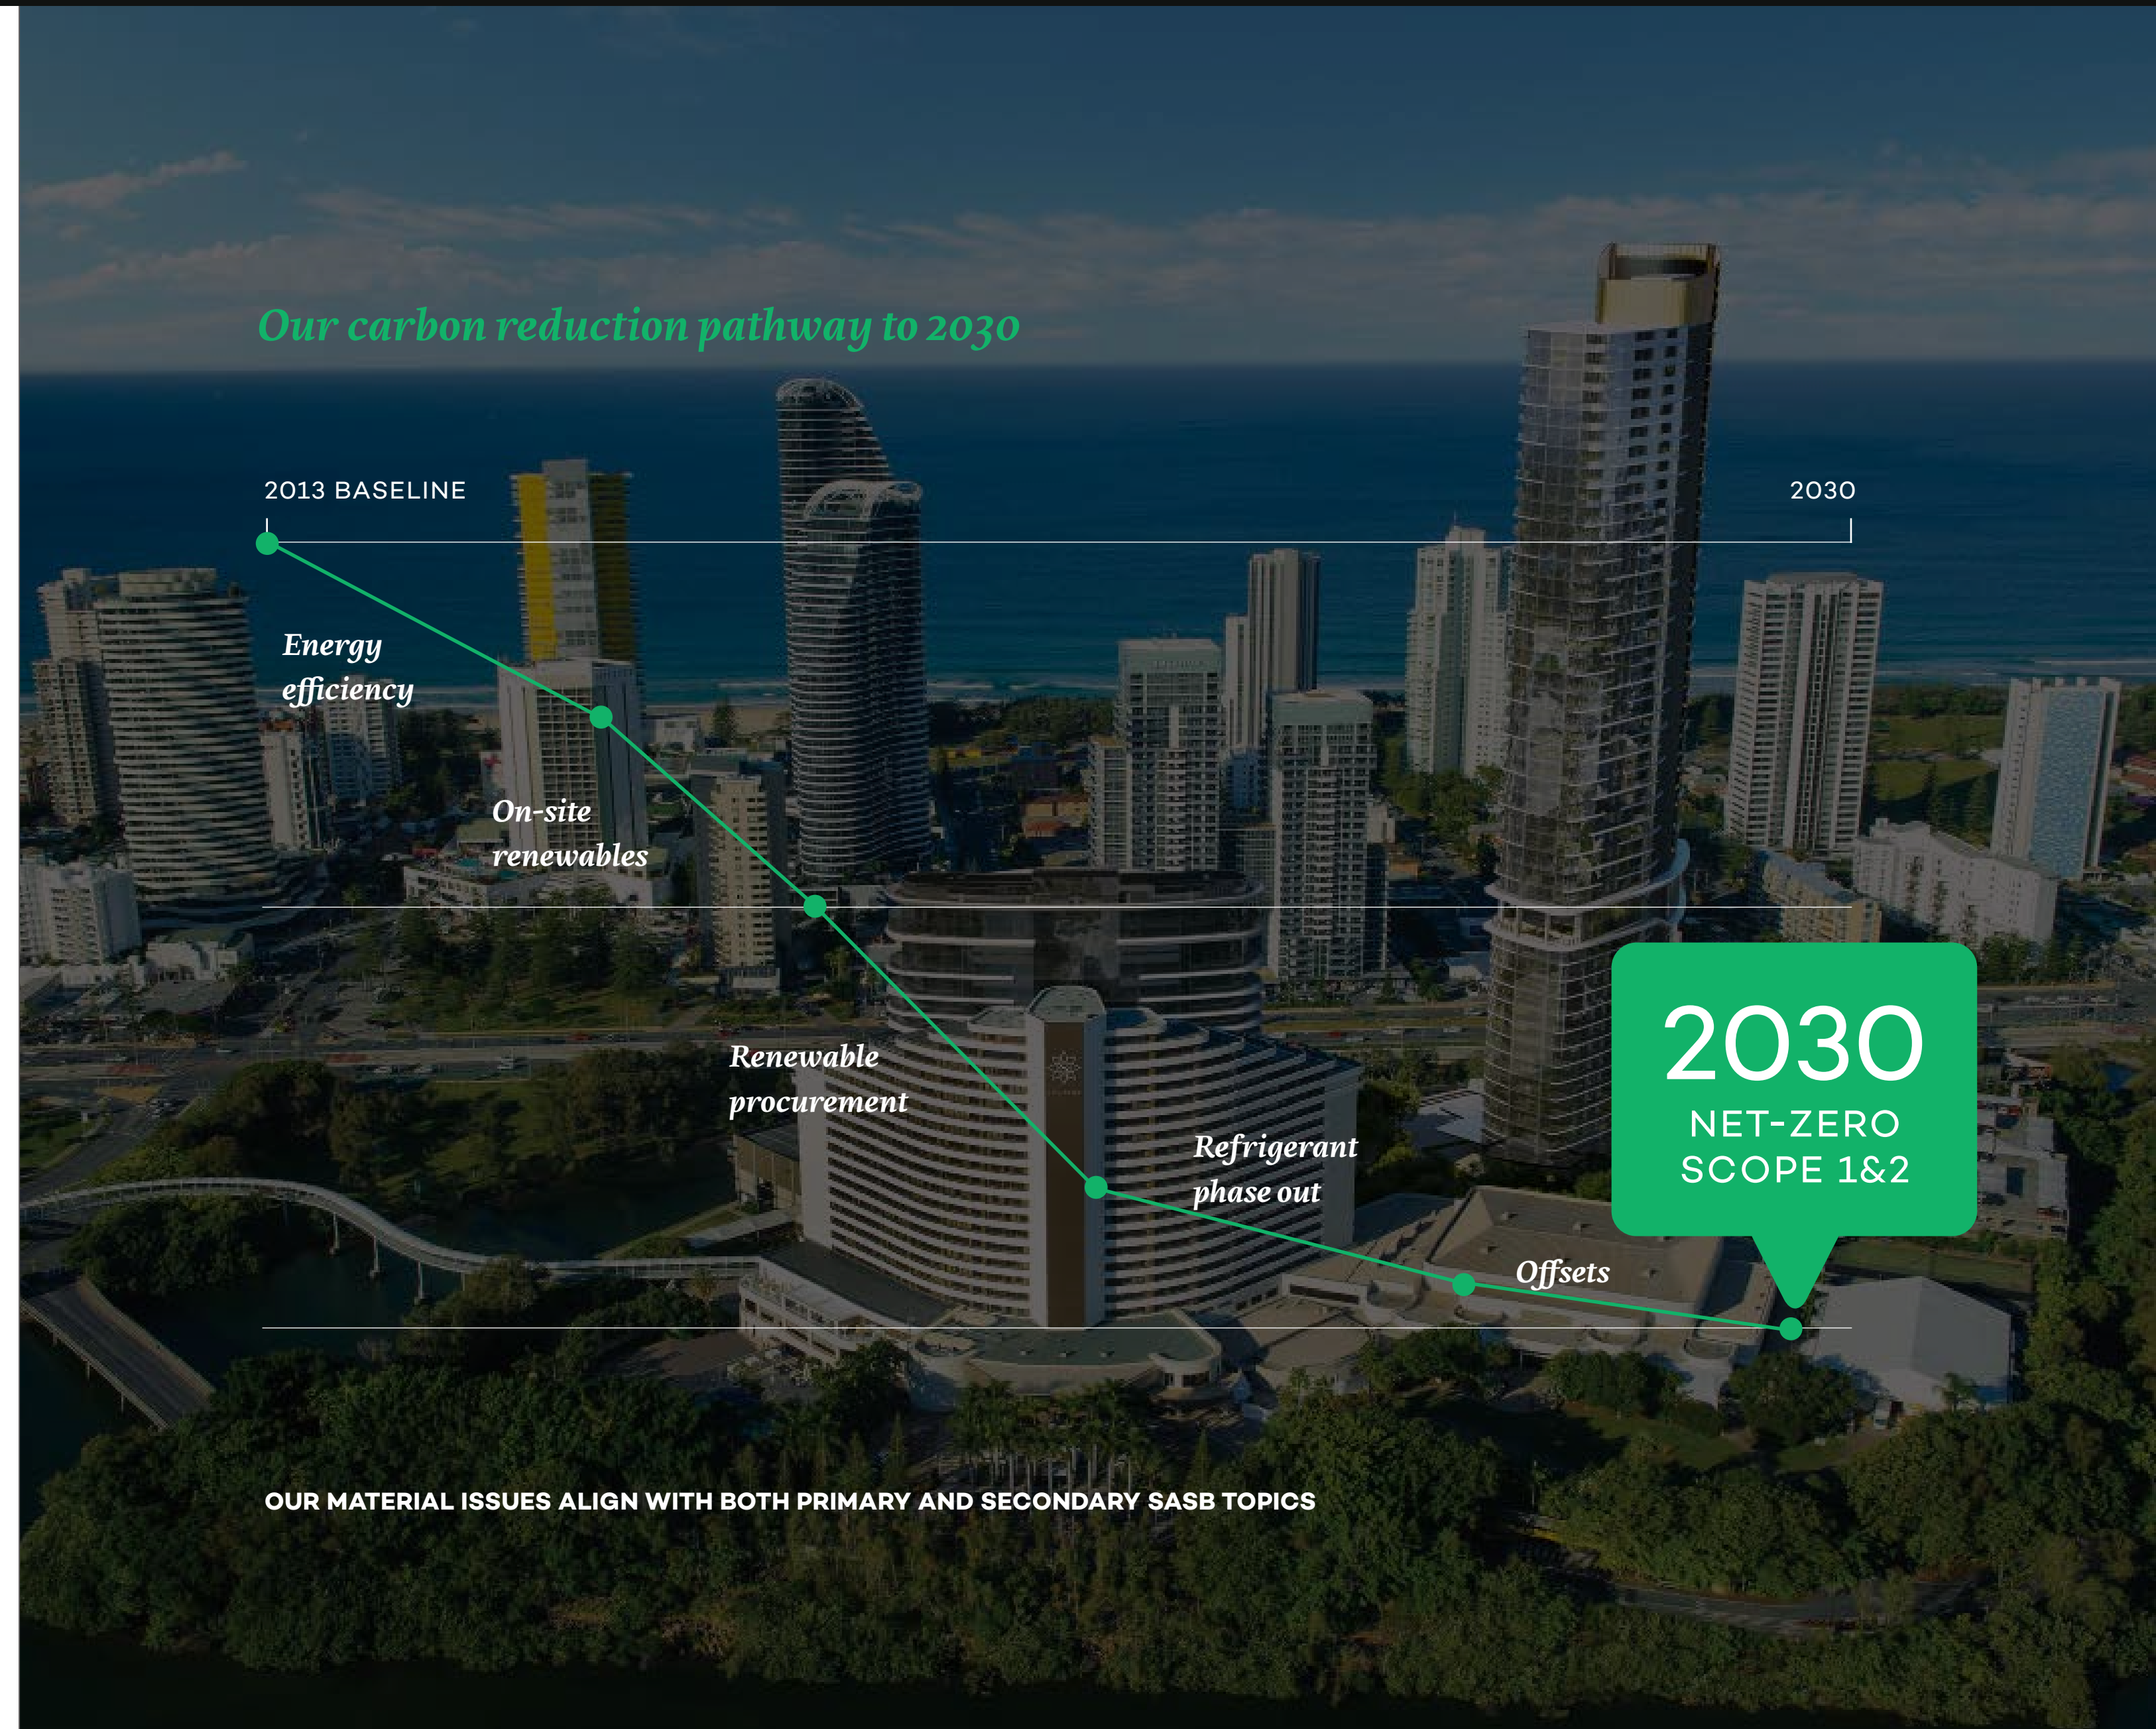 Our carbon reduction pathway to 2030
2013 BASELINE
2030
Energy
efficiency
On-site
renewables
Renewable
procurement
Refrigerant
phase out
Offsets
2030
NET-ZERO
SCOPE 1&2
OUR MATERIAL ISSUES ALIGN WITH BOTH PRIMARY AND SECONDARY SASB TOPICS